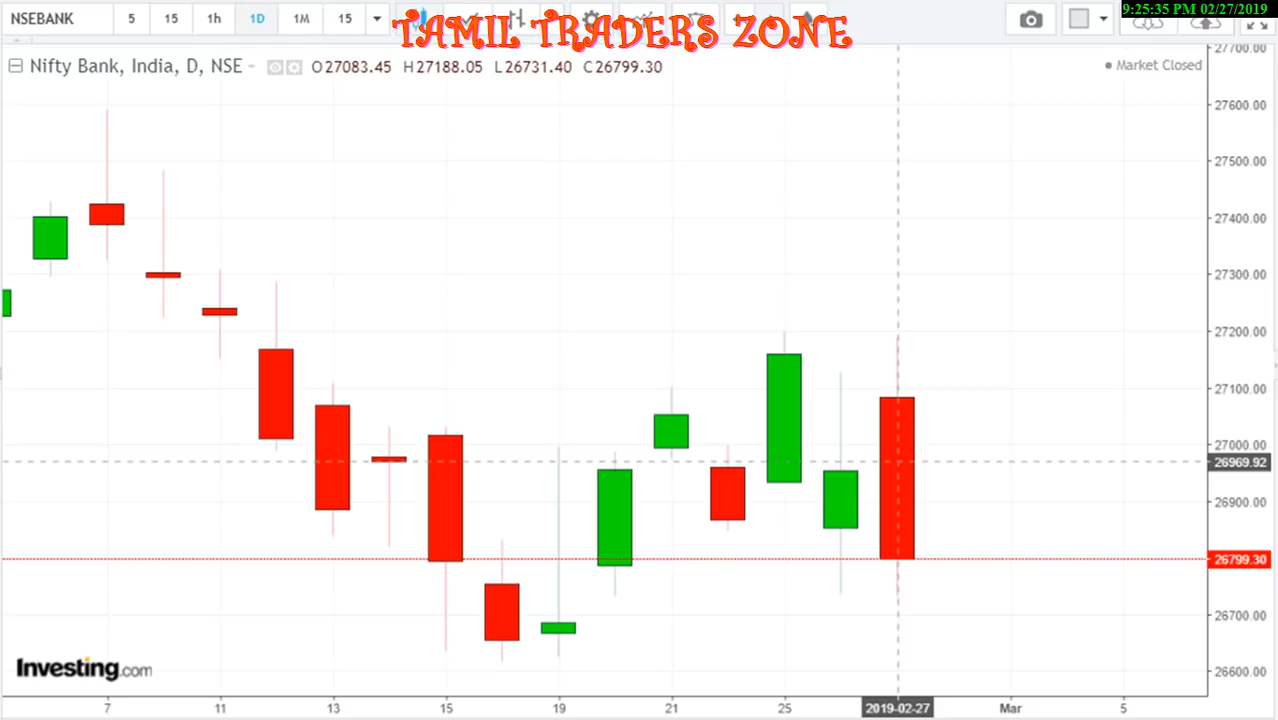 NSEBANK 5 15 1h 1D 1M 15
TAMIL TRADERS ZONE
9:25:35 PM 02/27/2019
Nifty Bank, India, D, NSE O27083.45 H27188.05 L26731.40 C26799.30
Market Closed
27700.00
27600.00
27500.00
27400.00
27300.00
27200.00
27100.00
27000.00
26969.92
26900.00
26799.30
26700.00
26600.00
Investing.com
7 11 13 15 19 21 25 2019-02-27 Mar 5